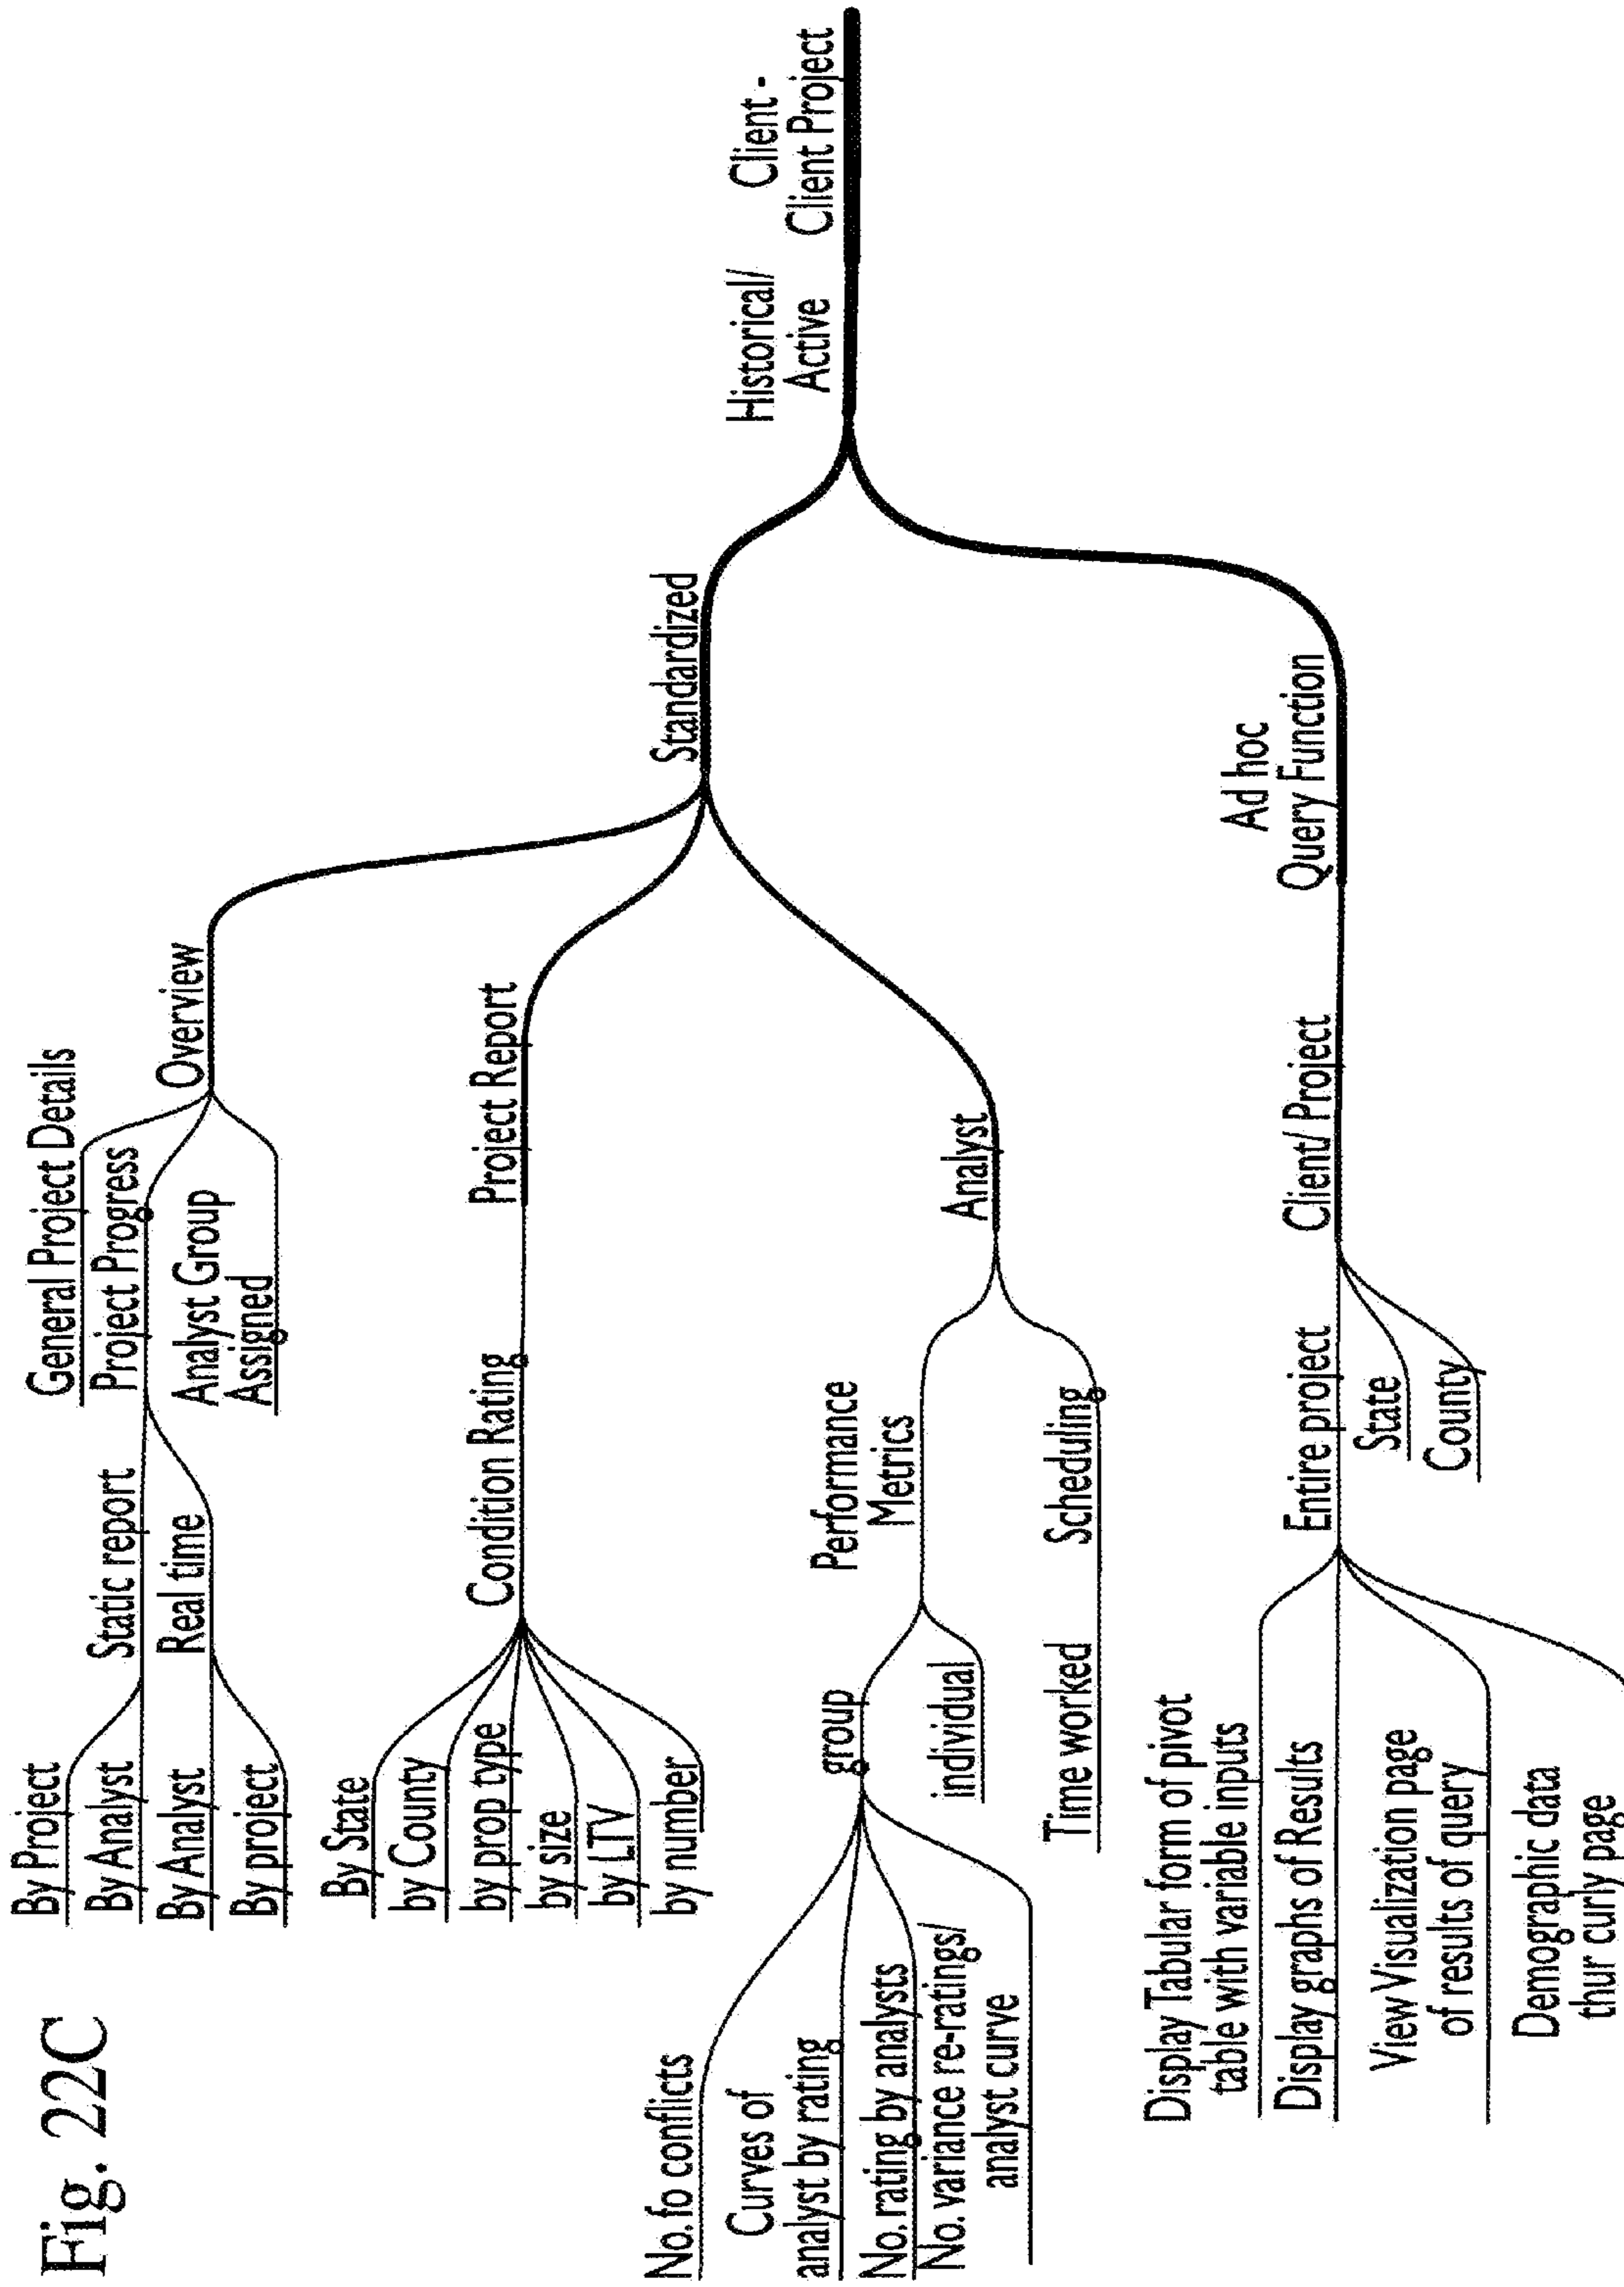 Fig. 22C
By Project
By Analyst
By Analyst
By project
Static report
Real time
General Project Details
Project Progress
Analyst Group
Assigned
Overview
By State
by County
by prop type
by size
by LTV
by number
Condition Rating
Project Report
Standardized
Historical/
Active
Client -
Client Project
No. fo conflicts
Curves of
analyst by rating
No. rating by analysts
No. variance re-ratings/
analyst curve
group
individual
Performance
Metrics
Time worked
Scheduling
Analyst
Display Tabular form of pivot
table with variable inputs
Display graphs of Results
View Visualization page
of results of query
Demographic data
thur curly page
Entire project
State
County
Client/ Project
Ad hoc
Query Function